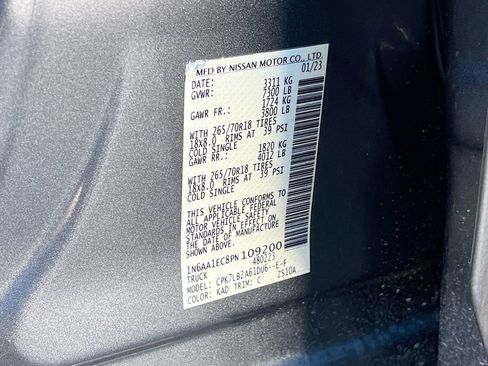 MFD BY NISSAN MOTOR CO., LTD.
DATE: 01/23
GVWR: 3311 KG
7300 LB
GAWR FR.: 1724 KG
3800 LB
WITH 265/70R18 TIRES
18X8.0 RIMS AT 39 PSI
COLD SINGLE
GAWR RR.: 1820 KG
4012 LB
WITH 265/70R18 TIRES
18X8.0 RIMS AT 39 PSI
COLD SINGLE
THIS VEHICLE CONFORMS TO
ALL APPLICABLE FEDERAL
MOTOR VEHICLE SAFETY
STANDARDS IN EFFECT ON
THE DATE OF MANUFACTURE
SHOWN ABOVE.
1N6AA1EC8PN109200
TRUCK 480223
MODEL: CPK7LB2A61DU6--E-F
COLOR: KAD TRIM: C ZS10A